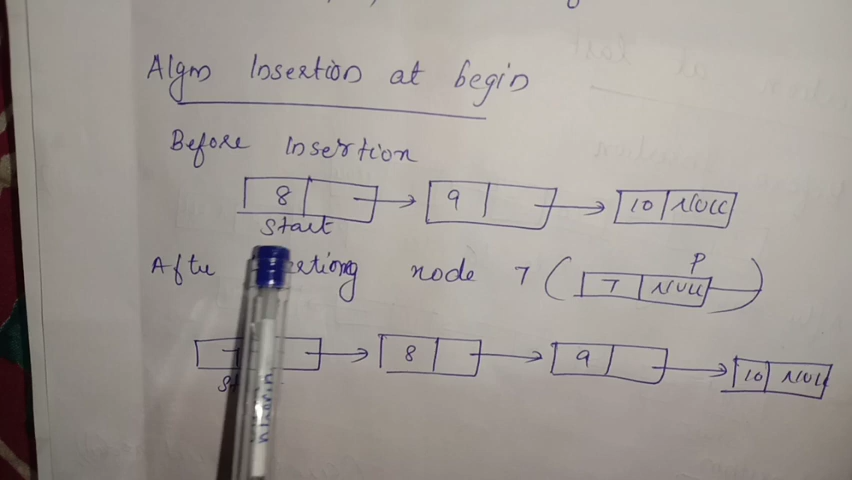 Algm Insertion at begin
Before Insertion
8 → 9 → 10 NULL
Start
P
After node 7 ( 7 NULL )
→ 8 → 9 → 10 NULL